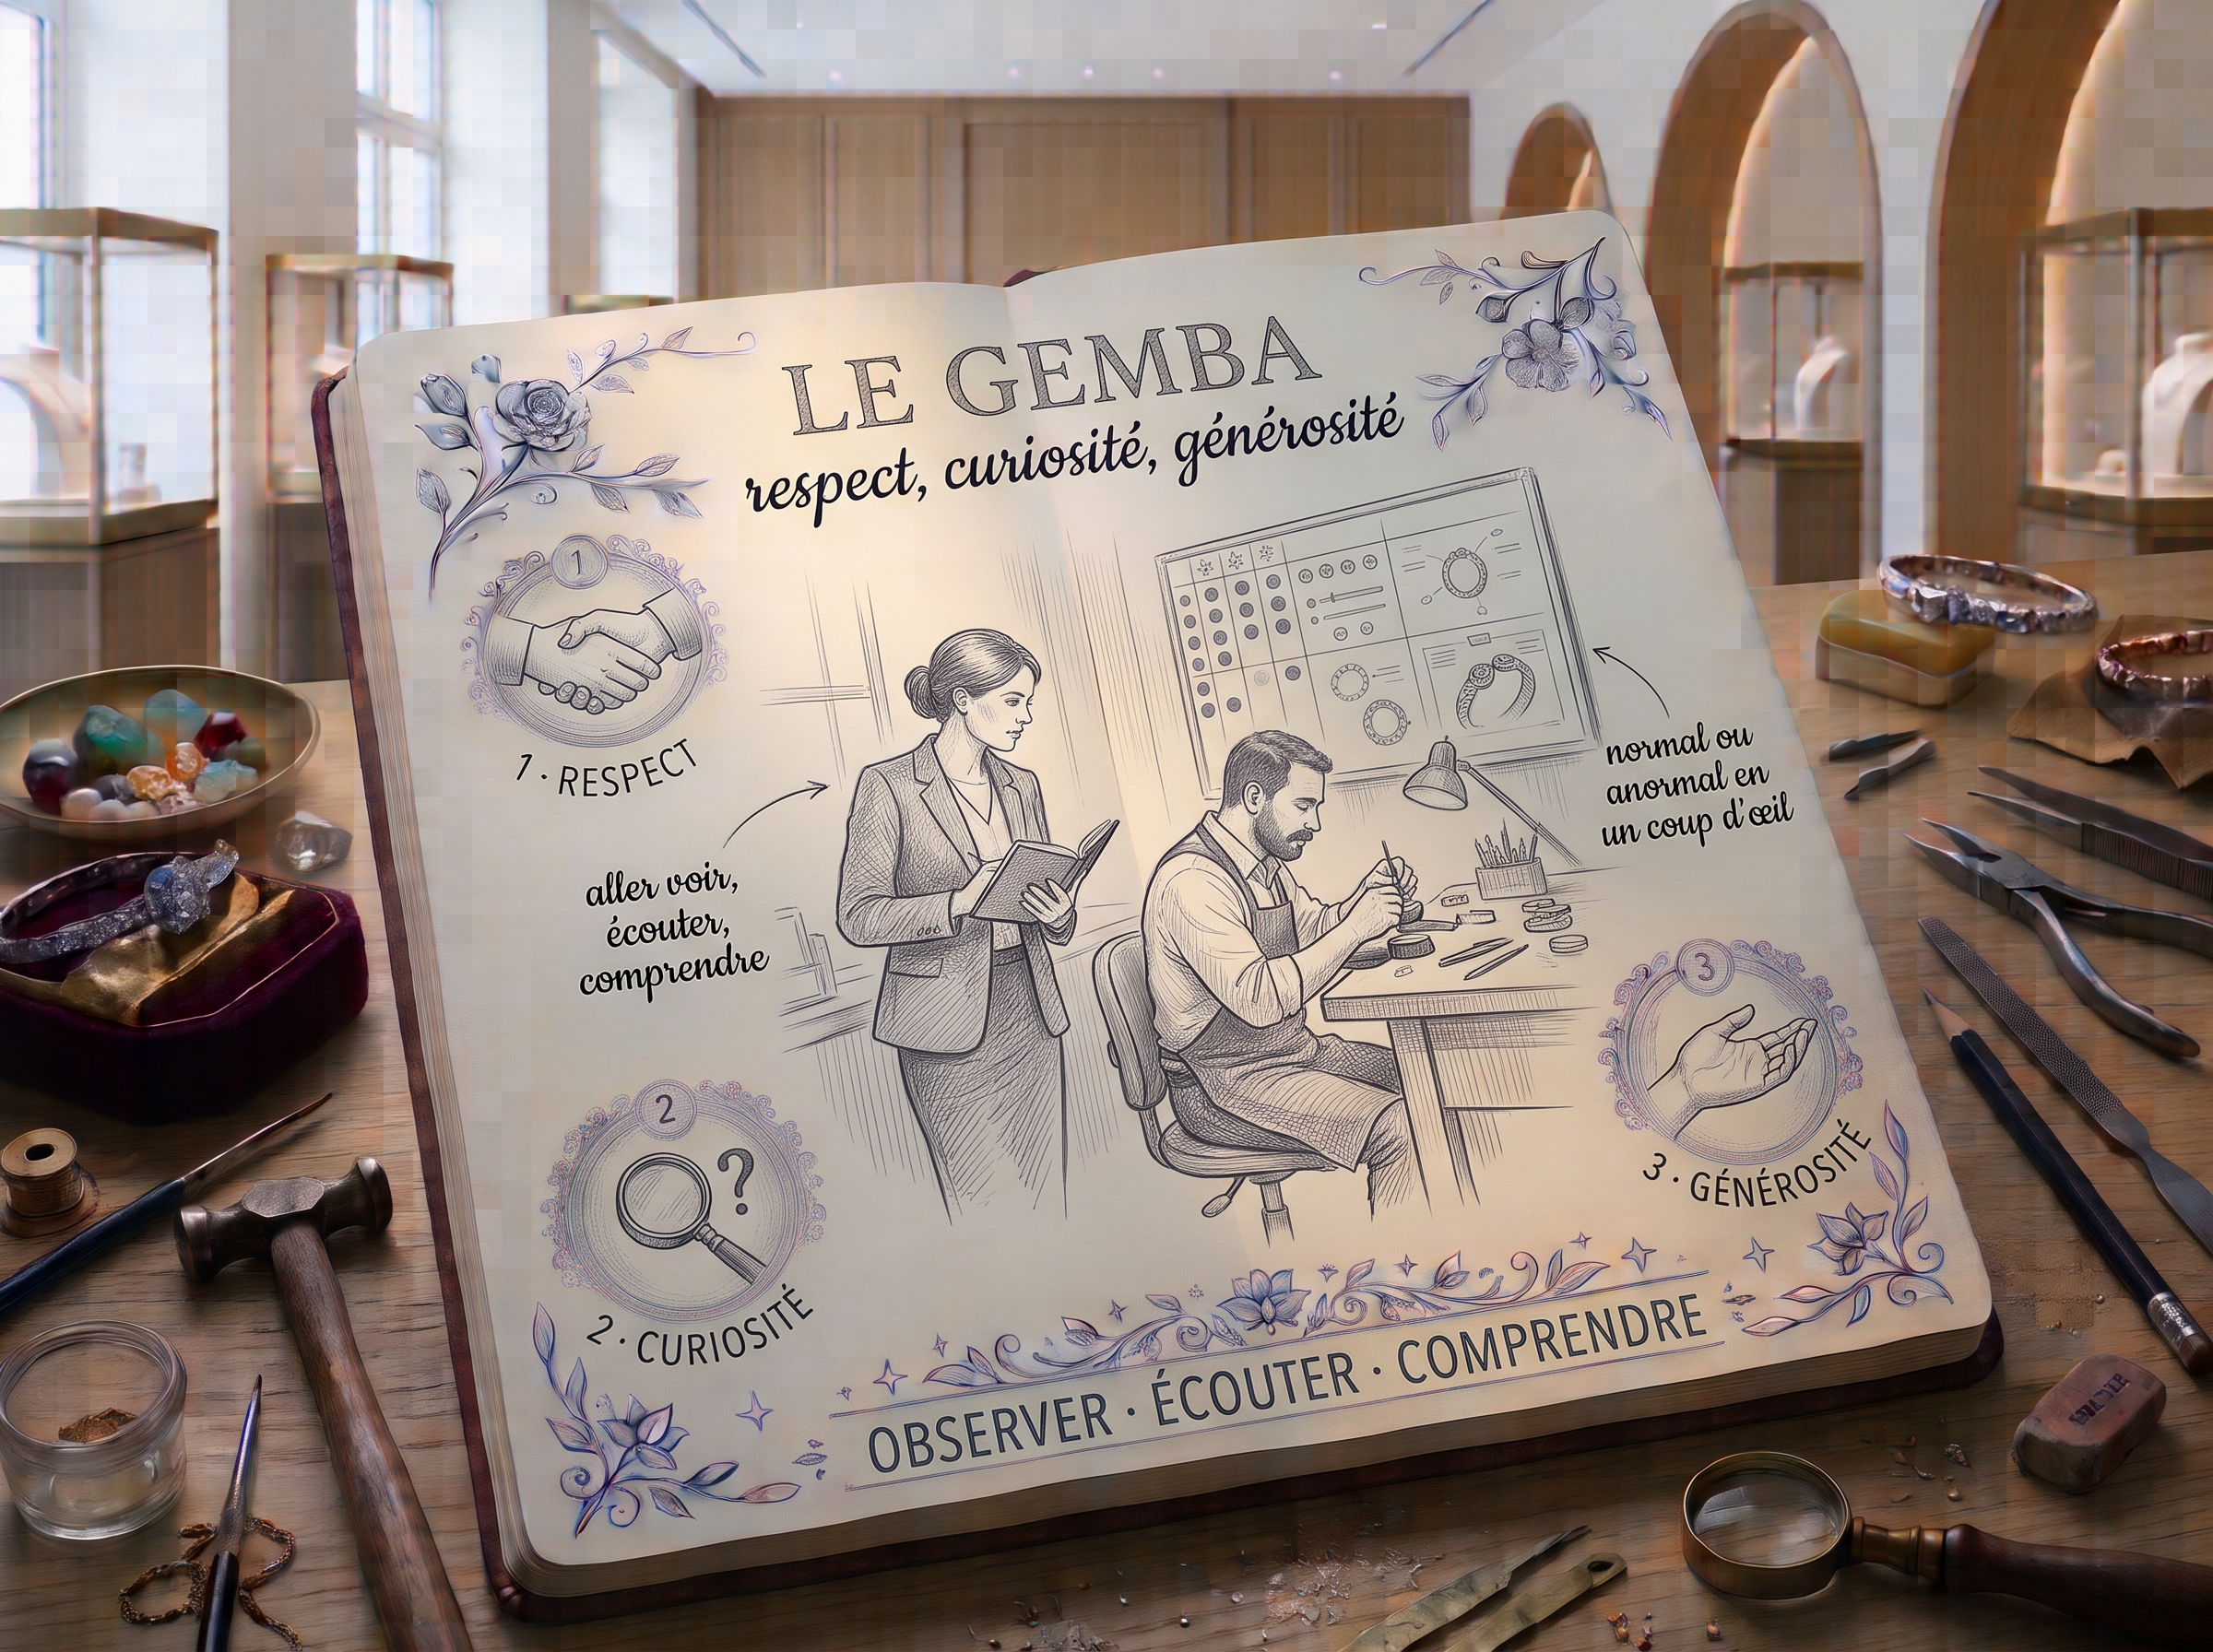 LE GEMBA
respect, curiosité, générosité
1
1 · RESPECT
aller voir,
écouter,
comprendre
normal ou
anormal en
un coup d'œil
2
2 · CURIOSITÉ
3
3 · GÉNÉROSITÉ
OBSERVER · ÉCOUTER · COMPRENDRE